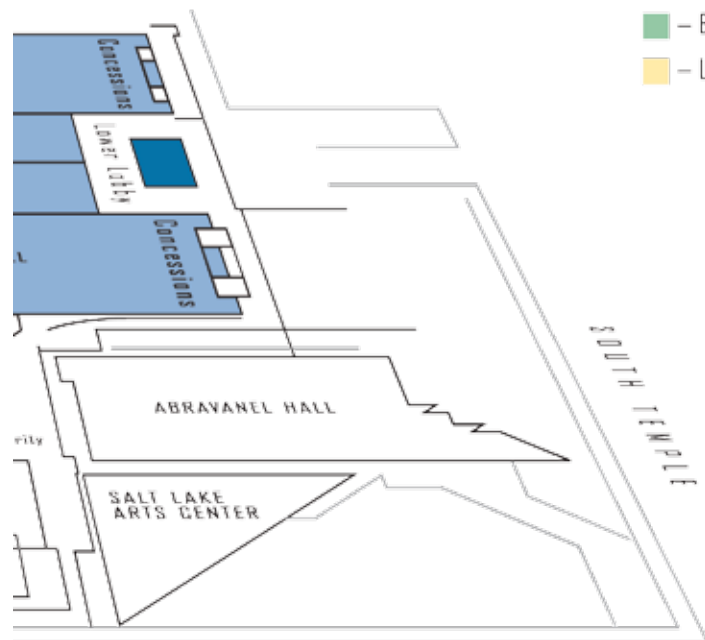 Concessions
Lower Lobby
Concessions
ABRAVANEL HALL
SALT LAKE
ARTS CENTER
SOUTH TEMPLE